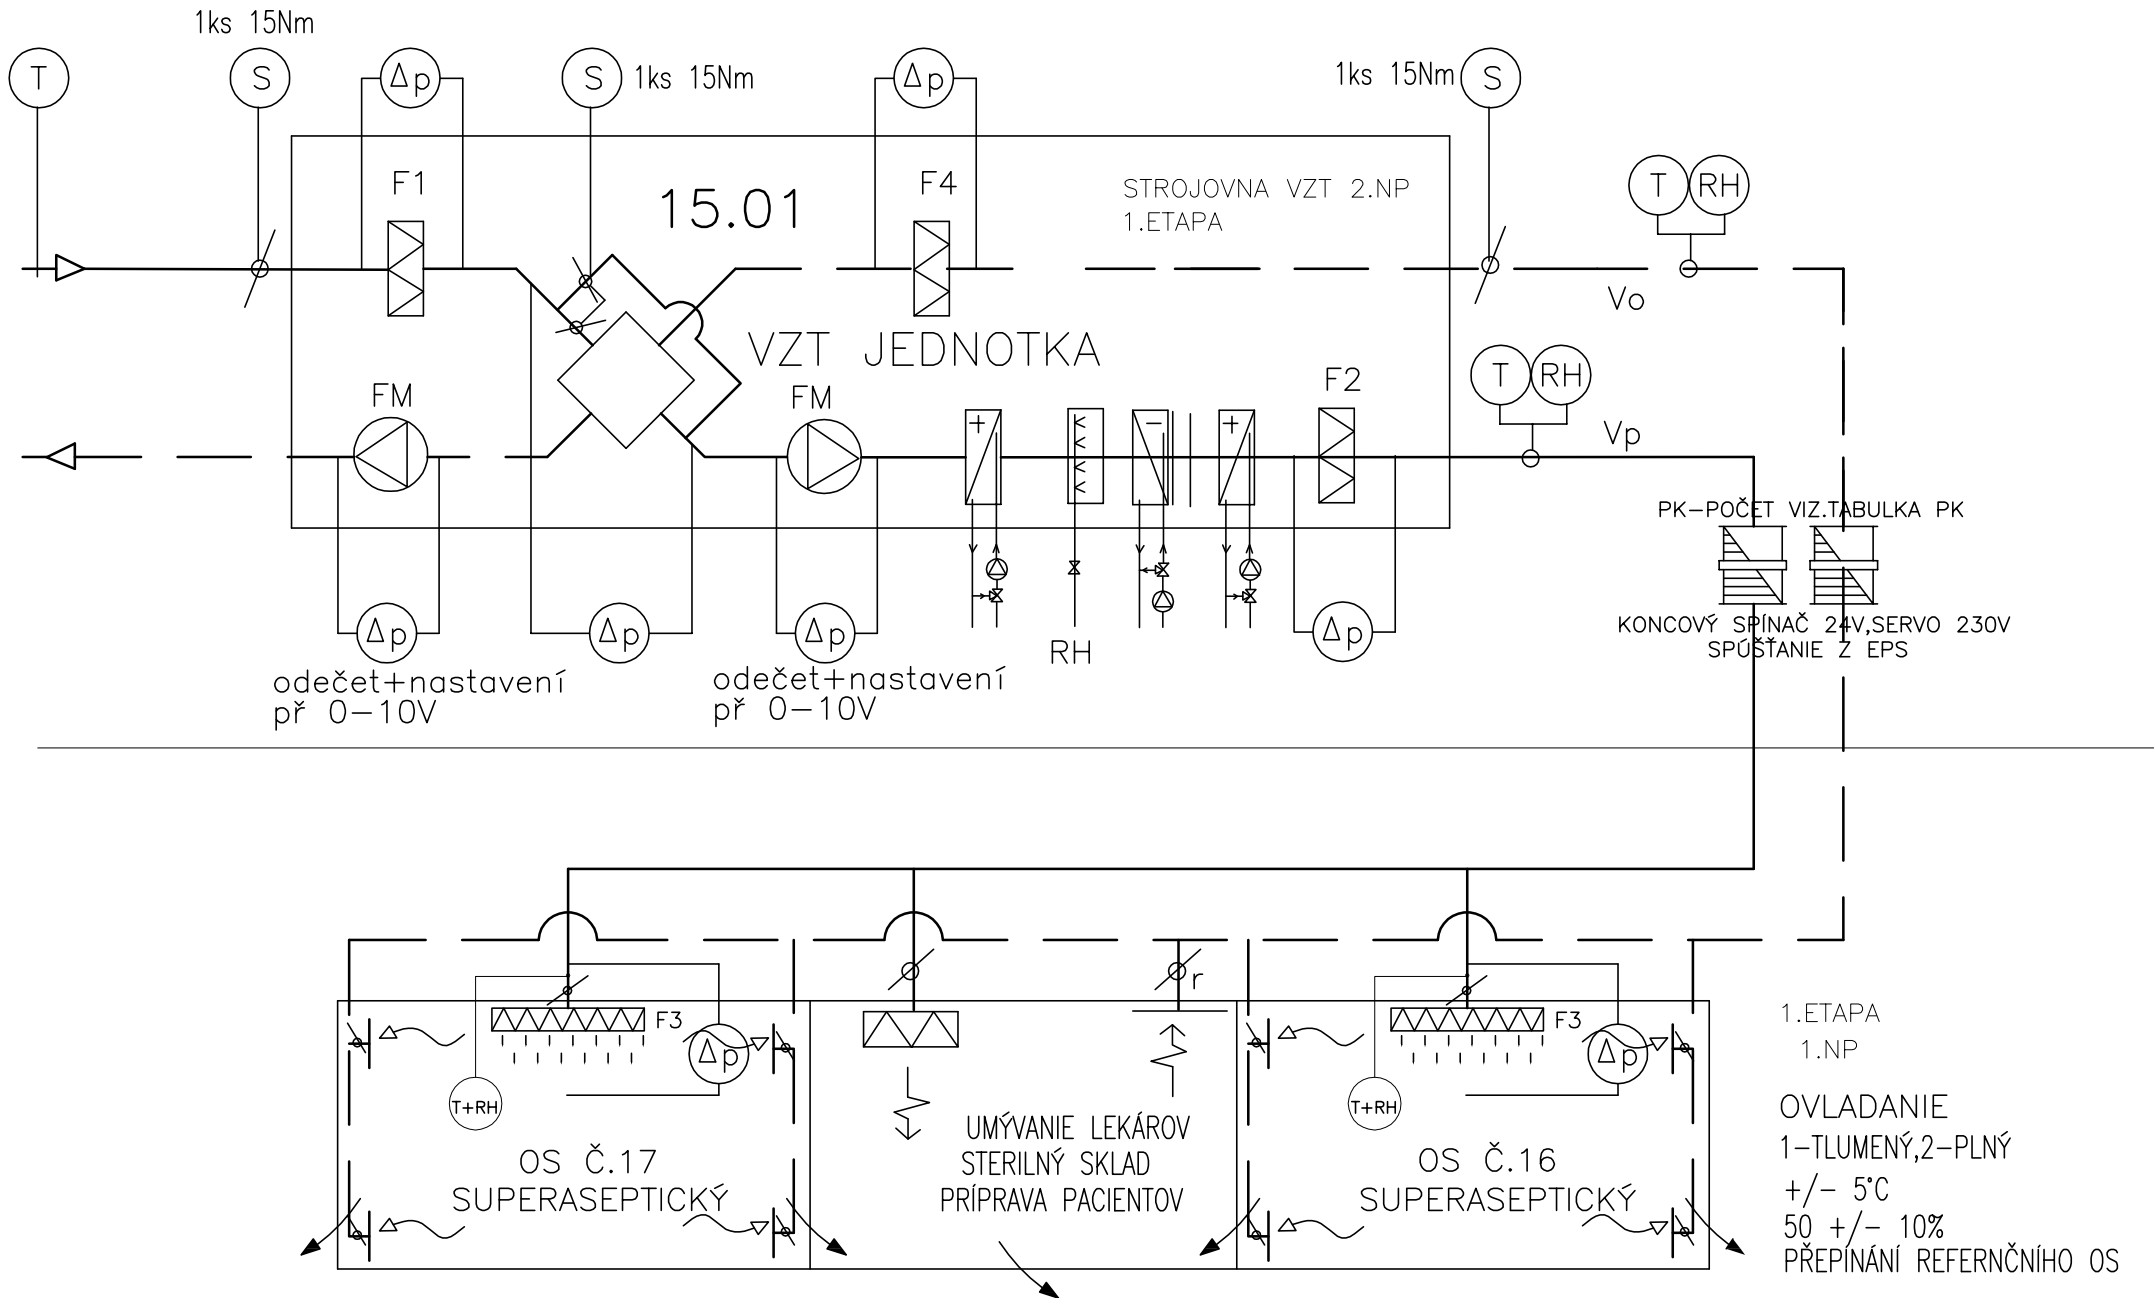 1ks 15Nm
T
S
Δp
S
1ks 15Nm
Δp
1ks 15Nm
S
F1
15.01
F4
STROJOVNA VZT 2.NP
1.ETAPA
T
RH
Vo
VZT JEDNOTKA
FM
FM
F2
T
RH
Vp
+
-
+
PK-POČET VIZ.TABULKA PK
KONCOVÝ SPÍNAČ 24V,SERVO 230V
SPÚŠŤANIE Z EPS
Δp
Δp
Δp
RH
Δp
odečet+nastavení
př 0-10V
odečet+nastavení
př 0-10V
r
F3
Δp
T+RH
OS Č.17
SUPERASEPTICKÝ
UMÝVANIE LEKÁROV
STERILNÝ SKLAD
PRÍPRAVA PACIENTOV
F3
Δp
T+RH
OS Č.16
SUPERASEPTICKÝ
1.ETAPA
1.NP
OVLADANIE
1-TLUMENÝ,2-PLNÝ
+/- 5°C
50 +/- 10%
PŘEPÍNÁNÍ REFERNČNÍHO OS